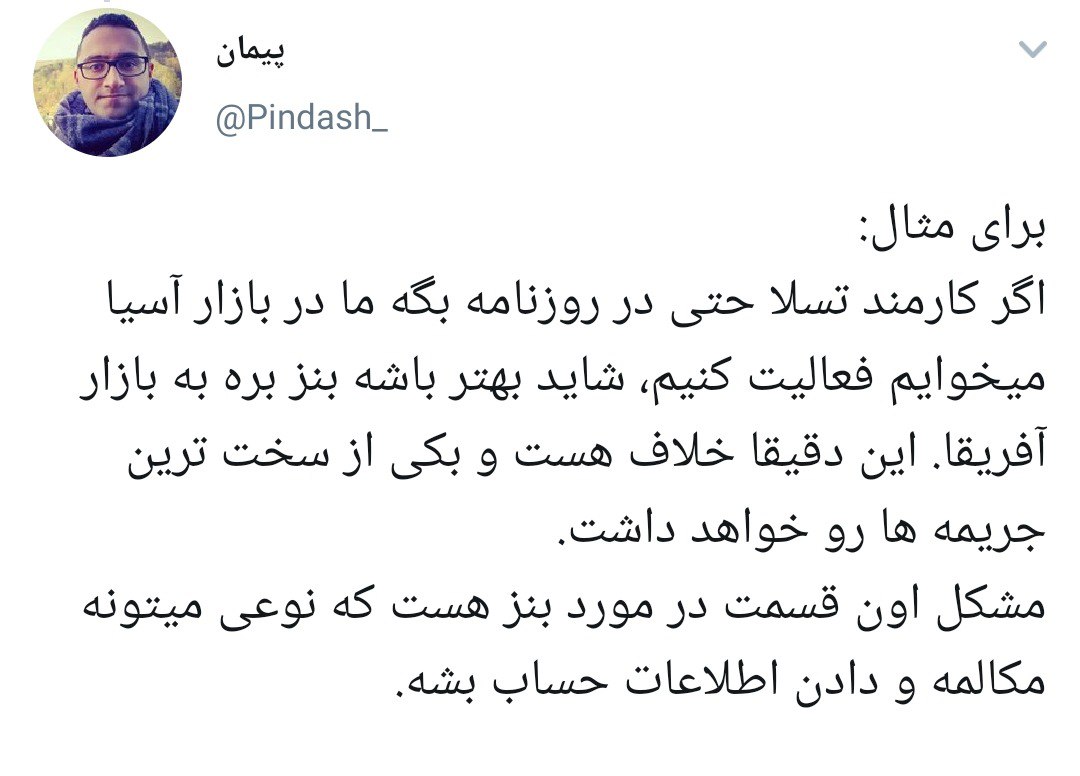 پیمان
@Pindash_
برای مثال:
اگر کارمند تسلا حتی در روزنامه بگه ما در بازار آسیا
میخوایم فعالیت کنیم، شاید بهتر باشه بنز بره به بازار
آفریقا. این دقیقا خلاف هست و بکی از سخت ترین
جریمه ها رو خواهد داشت.
مشکل اون قسمت در مورد بنز هست که نوعی میتونه
مکالمه و دادن اطلاعات حساب بشه.